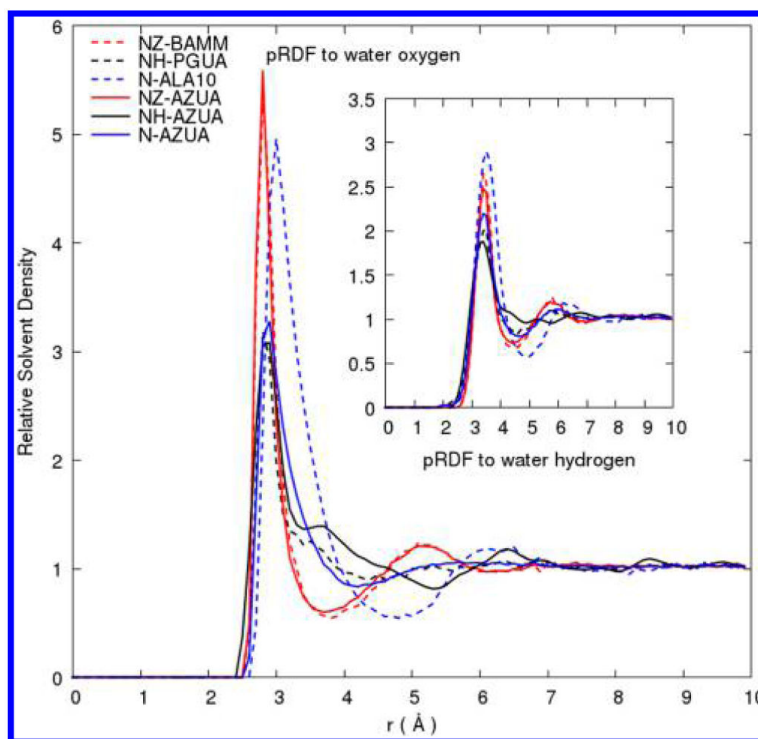 6
5
4
3
2
1
0
Relative Solvent Density
NZ-BAMM
NH-PGUA
N-ALA10
NZ-AZUA
NH-AZUA
N-AZUA
pRDF to water oxygen
3.5
3
2.5
2
1.5
1
0.5
0
0 1 2 3 4 5 6 7 8 9 10
pRDF to water hydrogen
0 1 2 3 4 5 6 7 8 9 10
r ( Å )